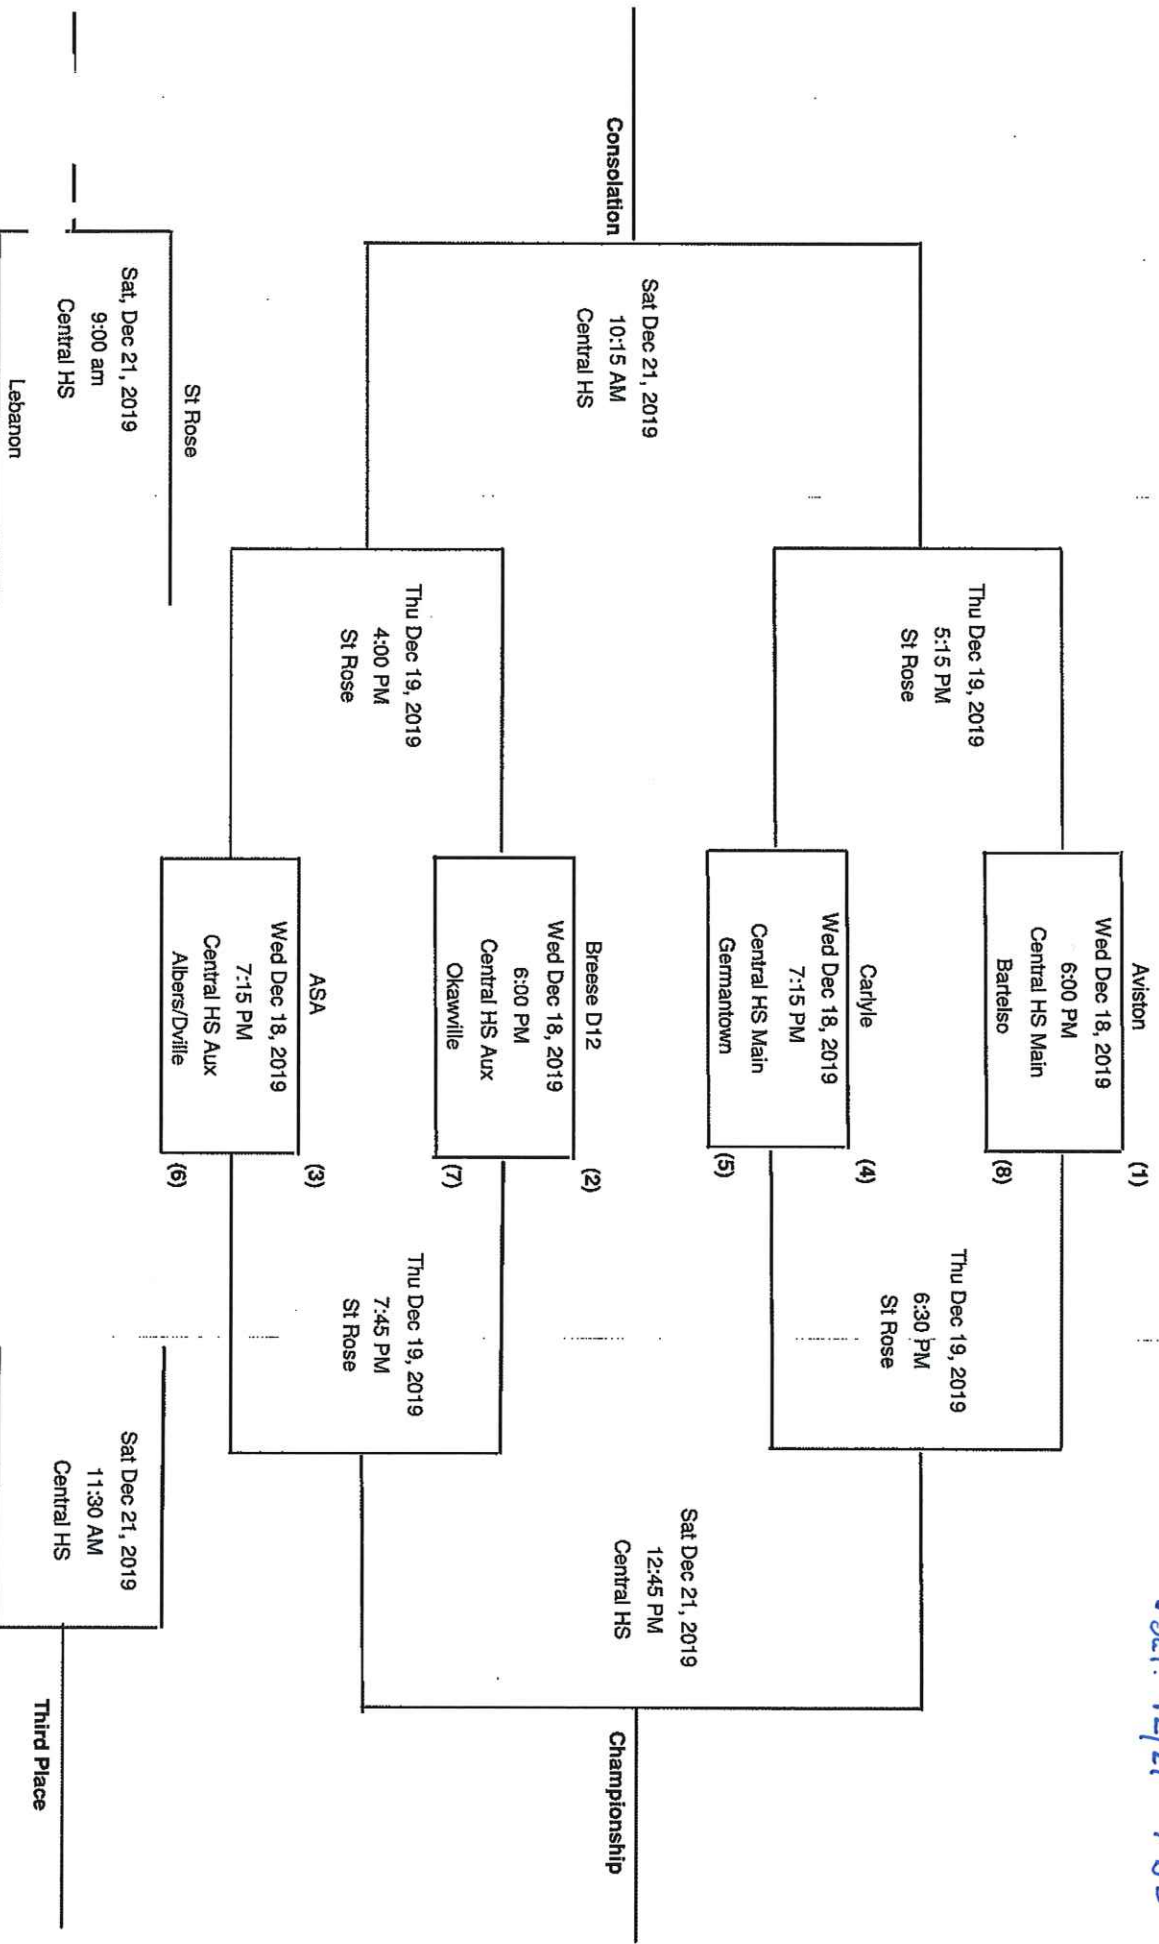 Sat. 12/21
Aviston
(1)
Wed Dec 18, 2019
6:00 PM
Central HS Main
Bartelso
(8)
Thu Dec 19, 2019
5:15 PM
St Rose
Thu Dec 19, 2019
6:30 PM
St Rose
Carlyle
(4)
Wed Dec 18, 2019
7:15 PM
Central HS Main
Germantown
(5)
Sat Dec 21, 2019
10:15 AM
Central HS
Consolation
Sat Dec 21, 2019
12:45 PM
Central HS
Championship
Breese D12
(2)
Wed Dec 18, 2019
6:00 PM
Central HS Aux
Okawville
(7)
Thu Dec 19, 2019
4:00 PM
St Rose
Thu Dec 19, 2019
7:45 PM
St Rose
ASA
(3)
Wed Dec 18, 2019
7:15 PM
Central HS Aux
Albers/Dville
(6)
St Rose
Sat, Dec 21, 2019
9:00 am
Central HS
Lebanon
Sat Dec 21, 2019
11:30 AM
Central HS
Third Place